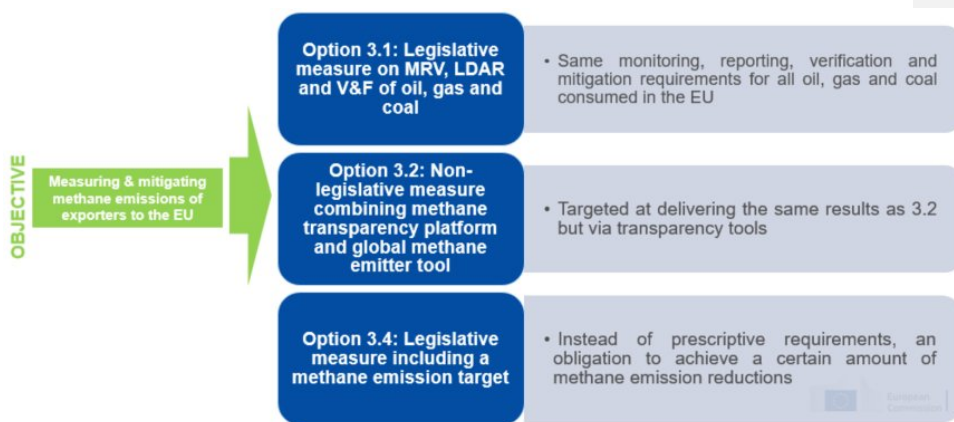 OBJECTIVE
Measuring & mitigating
methane emissions of
exporters to the EU
Option 3.1: Legislative
measure on MRV, LDAR
and V&F of oil, gas and
coal
• Same monitoring, reporting, verification and
mitigation requirements for all oil, gas and coal
consumed in the EU
Option 3.2: Non-
legislative measure
combining methane
transparency platform
and global methane
emitter tool
• Targeted at delivering the same results as 3.2
but via transparency tools
Option 3.4: Legislative
measure including a
methane emission target
• Instead of prescriptive requirements, an
obligation to achieve a certain amount of
methane emission reductions
European
Commission